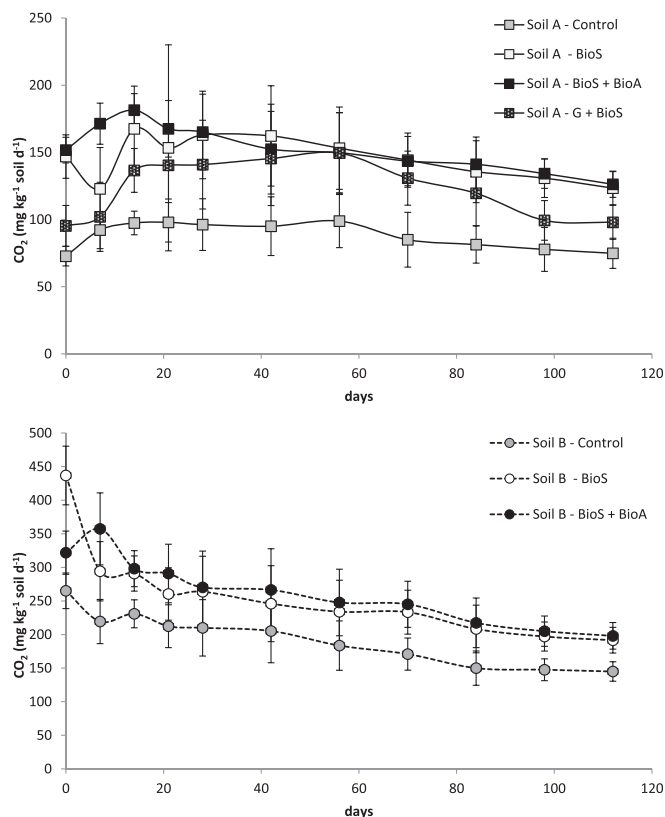 250
200
150
100
50
0
CO₂ (mg kg⁻¹ soil d⁻¹)
Soil A - Control
Soil A - BioS
Soil A - BioS + BioA
Soil A - G + BioS
0 20 40 60 80 100 120
days
500
450
400
350
300
250
200
150
100
50
0
CO₂ (mg kg⁻¹ soil d⁻¹)
Soil B - Control
Soil B - BioS
Soil B - BioS + BioA
0 20 40 60 80 100 120
days